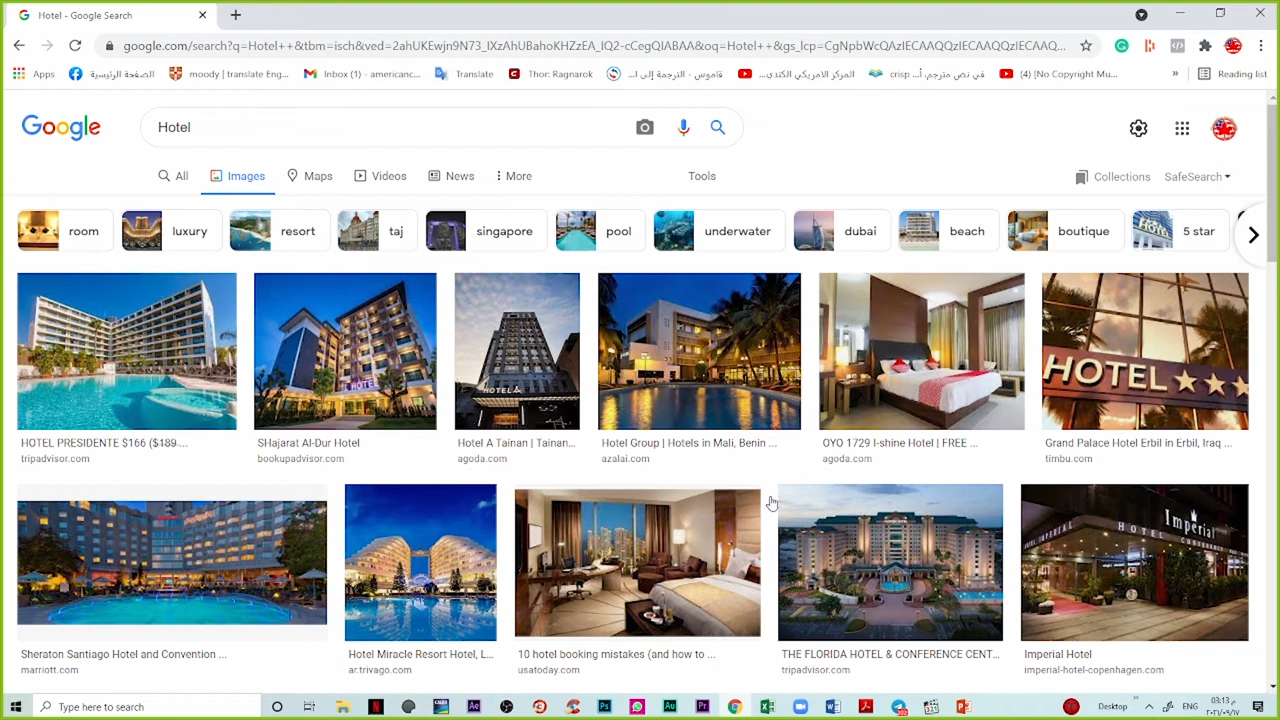 Hotel - Google Search
google.com/search?q=Hotel++&tbm=isch&ved=2ahUKEwjn9N73_IXzAhUBahoKHZzEA_IQ2-cCegQIABAA&oq=Hotel++&gs_lcp=CgNpbWcQAzIECAAQQzIECAAQQzIECAAQ...
Apps
الصفحة الرئيسية
moody | translate Eng...
Inbox (1) - americanc...
Translate
Thor: Ragnarok
قاموس - الترجمة إلى ا...
المركز الامريكي الكندي...
crisp في نص مترجم، أ...
(4) [No Copyright Mu...
»
Reading list
Google
Hotel
All
Images
Maps
Videos
News
More
Tools
Collections
SafeSearch
room
luxury
resort
taj
singapore
pool
underwater
dubai
beach
boutique
5 star
HOTEL
HOTEL
HOTEL
HOTEL PRESIDENTE $166 ($189...
tripadvisor.com
SHajarat Al-Dur Hotel
bookupadvisor.com
Hotel A Tainan | Tainan...
agoda.com
Hotel Group | Hotels in Mali, Benin ...
azalai.com
OYO 1729 I-shine Hotel | FREE ...
agoda.com
Grand Palace Hotel Erbil in Erbil, Iraq ...
timbu.com
Imperial
HOTEL IMPERIAL
HOTEL
Sheraton Santiago Hotel and Convention ...
marriott.com
Hotel Miracle Resort Hotel, L...
ar.trivago.com
10 hotel booking mistakes (and how to ...
usatoday.com
THE FLORIDA HOTEL & CONFERENCE CENT...
tripadvisor.com
Imperial Hotel
imperial-hotel-copenhagen.com
Type here to search
Desktop
»
ENG
03:13 م